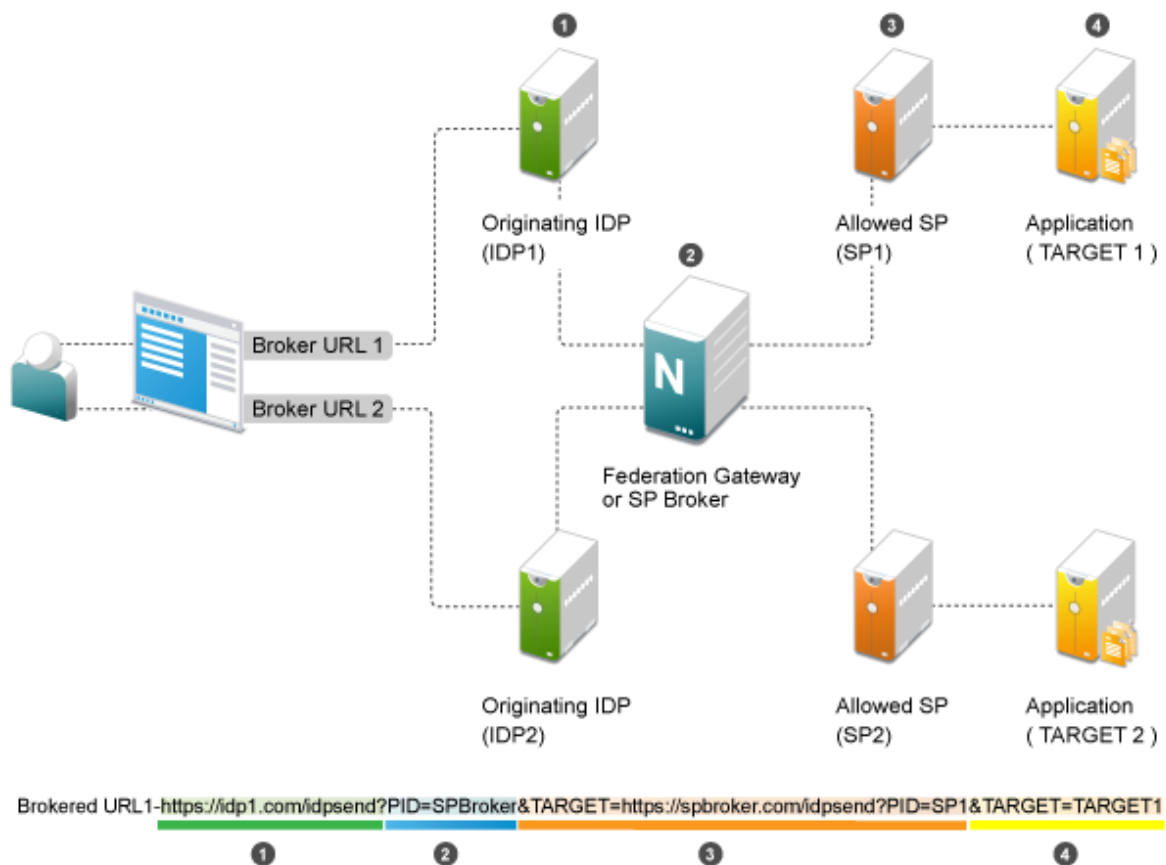 1
3
4
Originating IDP
(IDP1)
Allowed SP
(SP1)
Application
( TARGET 1 )
2
Broker URL 1
Broker URL 2
N
Federation Gateway
or SP Broker
Originating IDP
(IDP2)
Allowed SP
(SP2)
Application
( TARGET 2 )
Brokered URL1-https://idp1.com/idpsend?PID=SPBroker&TARGET=https://spbroker.com/idpsend?PID=SP1&TARGET=TARGET1
1
2
3
4